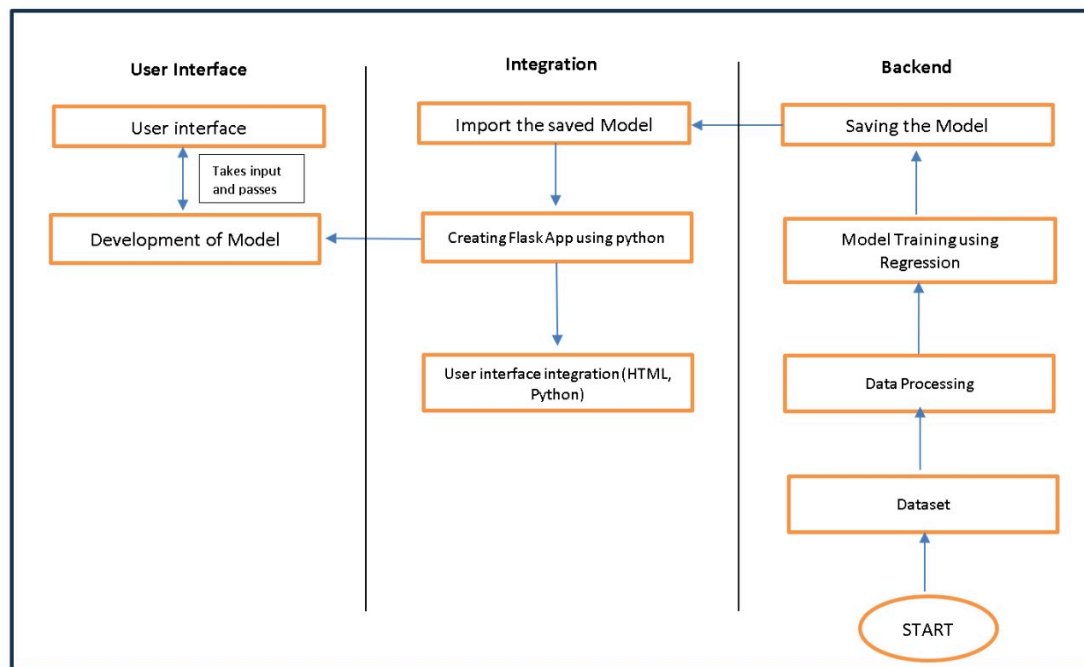 User Interface
User interface
Takes input
and passes
Development of Model
Integration
Import the saved Model
Creating Flask App using python
User interface integration (HTML,
Python)
Backend
Saving the Model
Model Training using
Regression
Data Processing
Dataset
START